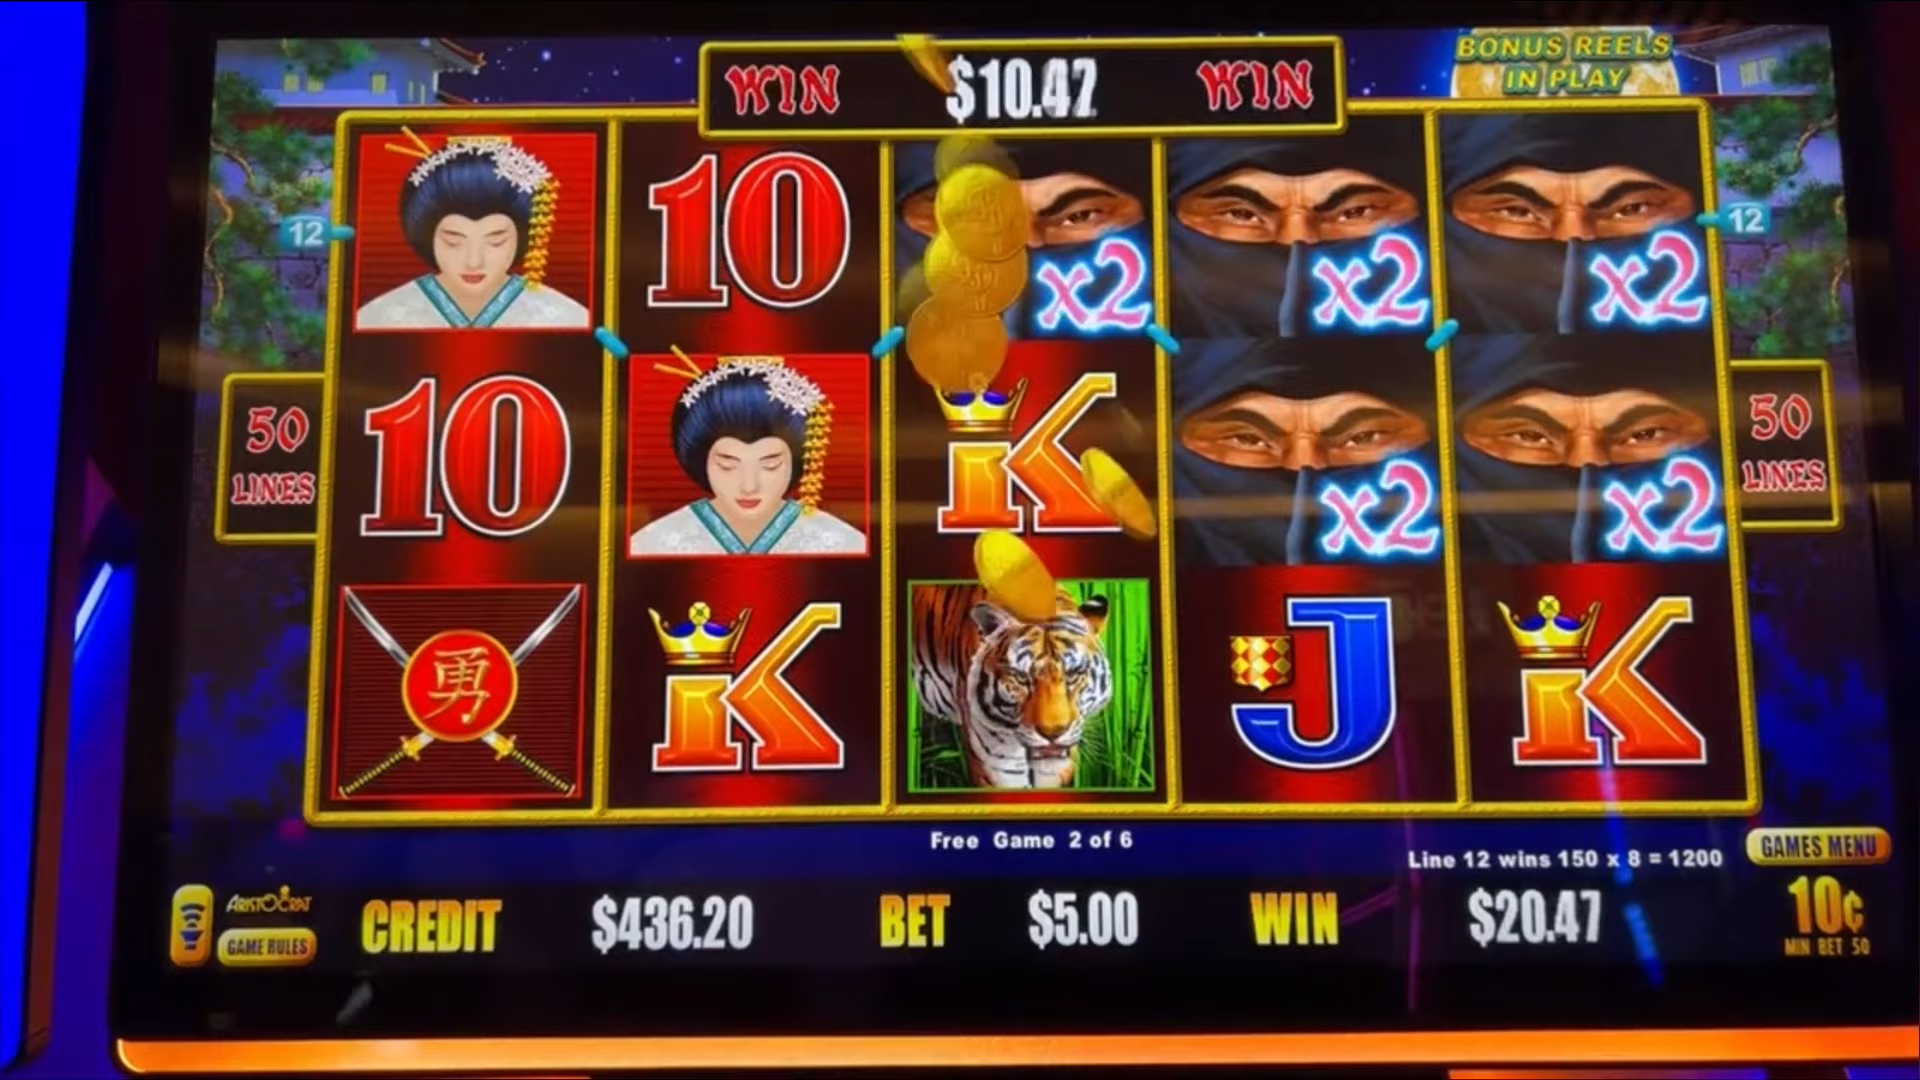 WIN $10.47 WIN
BONUS REELS
IN PLAY
12
10
x2
x2
x2
12
50
LINES
10
K
x2
x2
50
LINES
勇
K
J
K
Free Game 2 of 6
Line 12 wins 150 x 8 = 1200
GAMES MENU
ARISTOCRAT
GAME RULES
CREDIT $436.20 BET $5.00 WIN $20.47
10¢
MIN BET 50